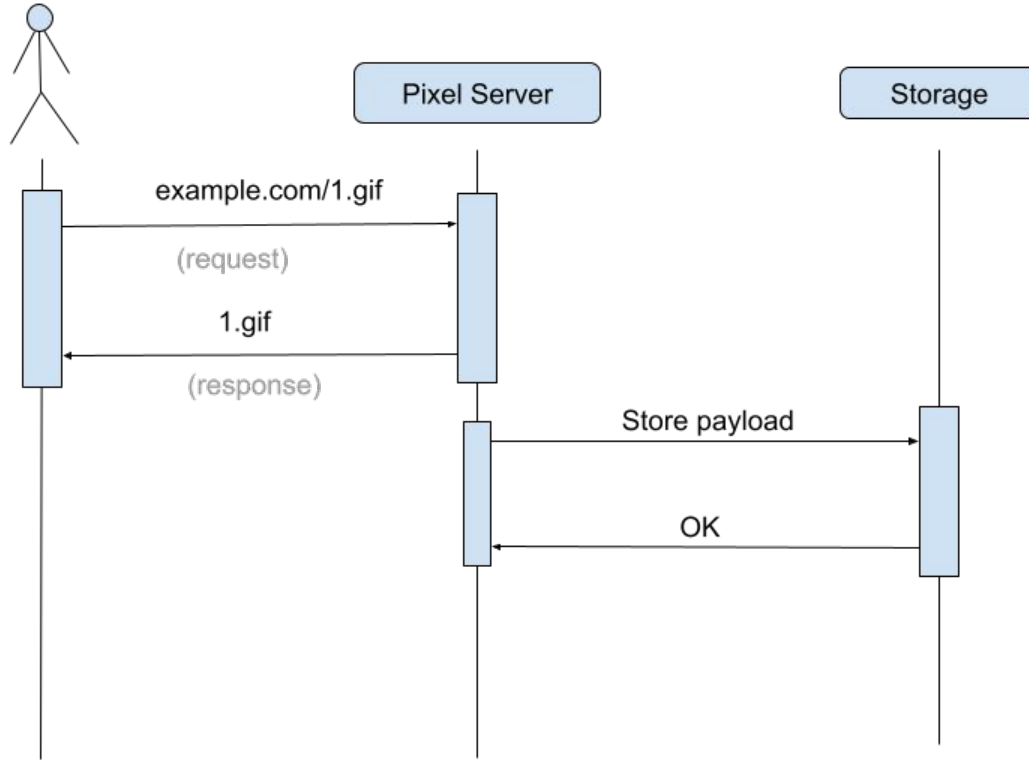 Pixel Server
Storage
example.com/1.gif
(request)
1.gif
(response)
Store payload
OK